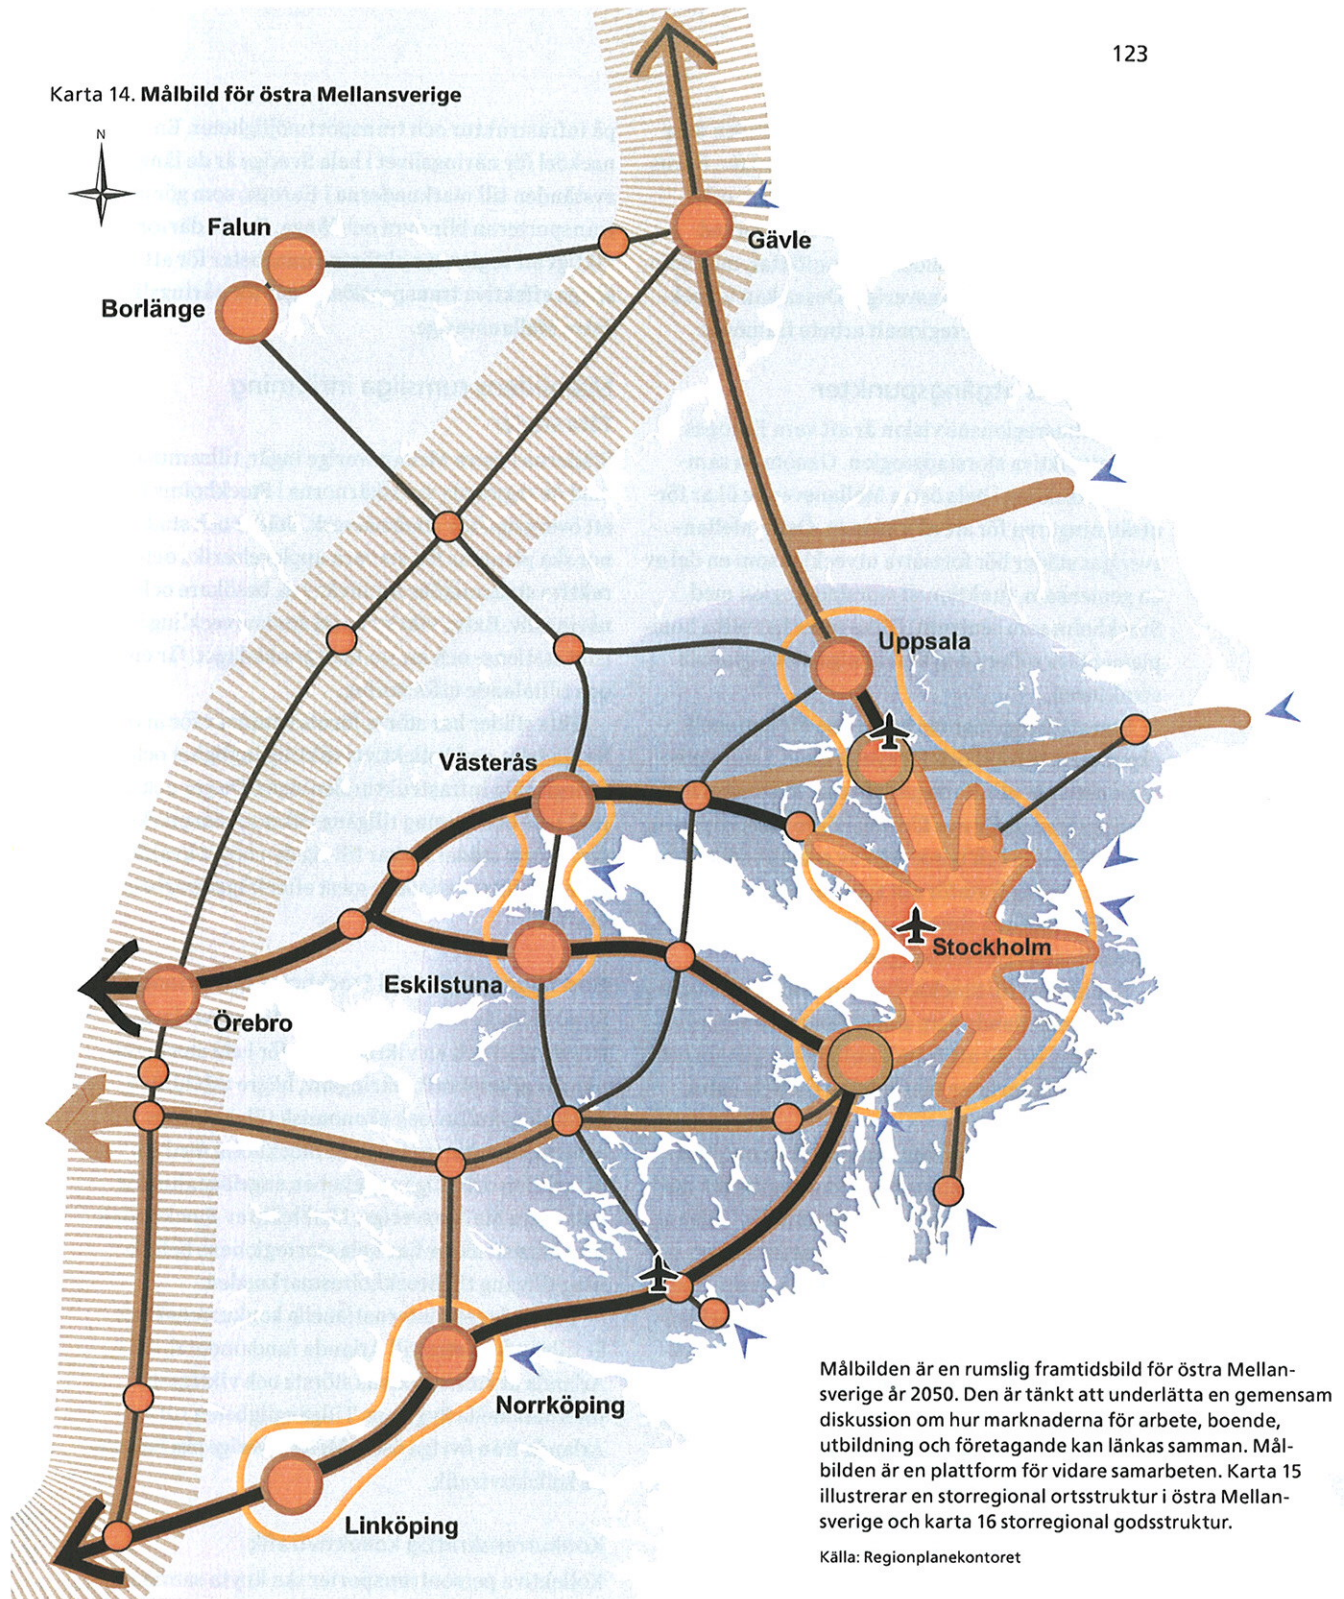 123
Karta 14. Målbild för östra Mellansverige
N
Falun
Gävle
Borlänge
Uppsala
Västerås
Stockholm
Eskilstuna
Örebro
Målbilden är en rumslig framtidsbild för östra Mellan-
sverige år 2050. Den är tänkt att underlätta en gemensam
diskussion om hur marknaderna för arbete, boende,
utbildning och företagande kan länkas samman. Mål-
bilden är en plattform för vidare samarbeten. Karta 15
illustrerar en storregional ortsstruktur i östra Mellan-
sverige och karta 16 storregional godsstruktur.
Norrköping
Linköping
Källa: Regionplanekontoret